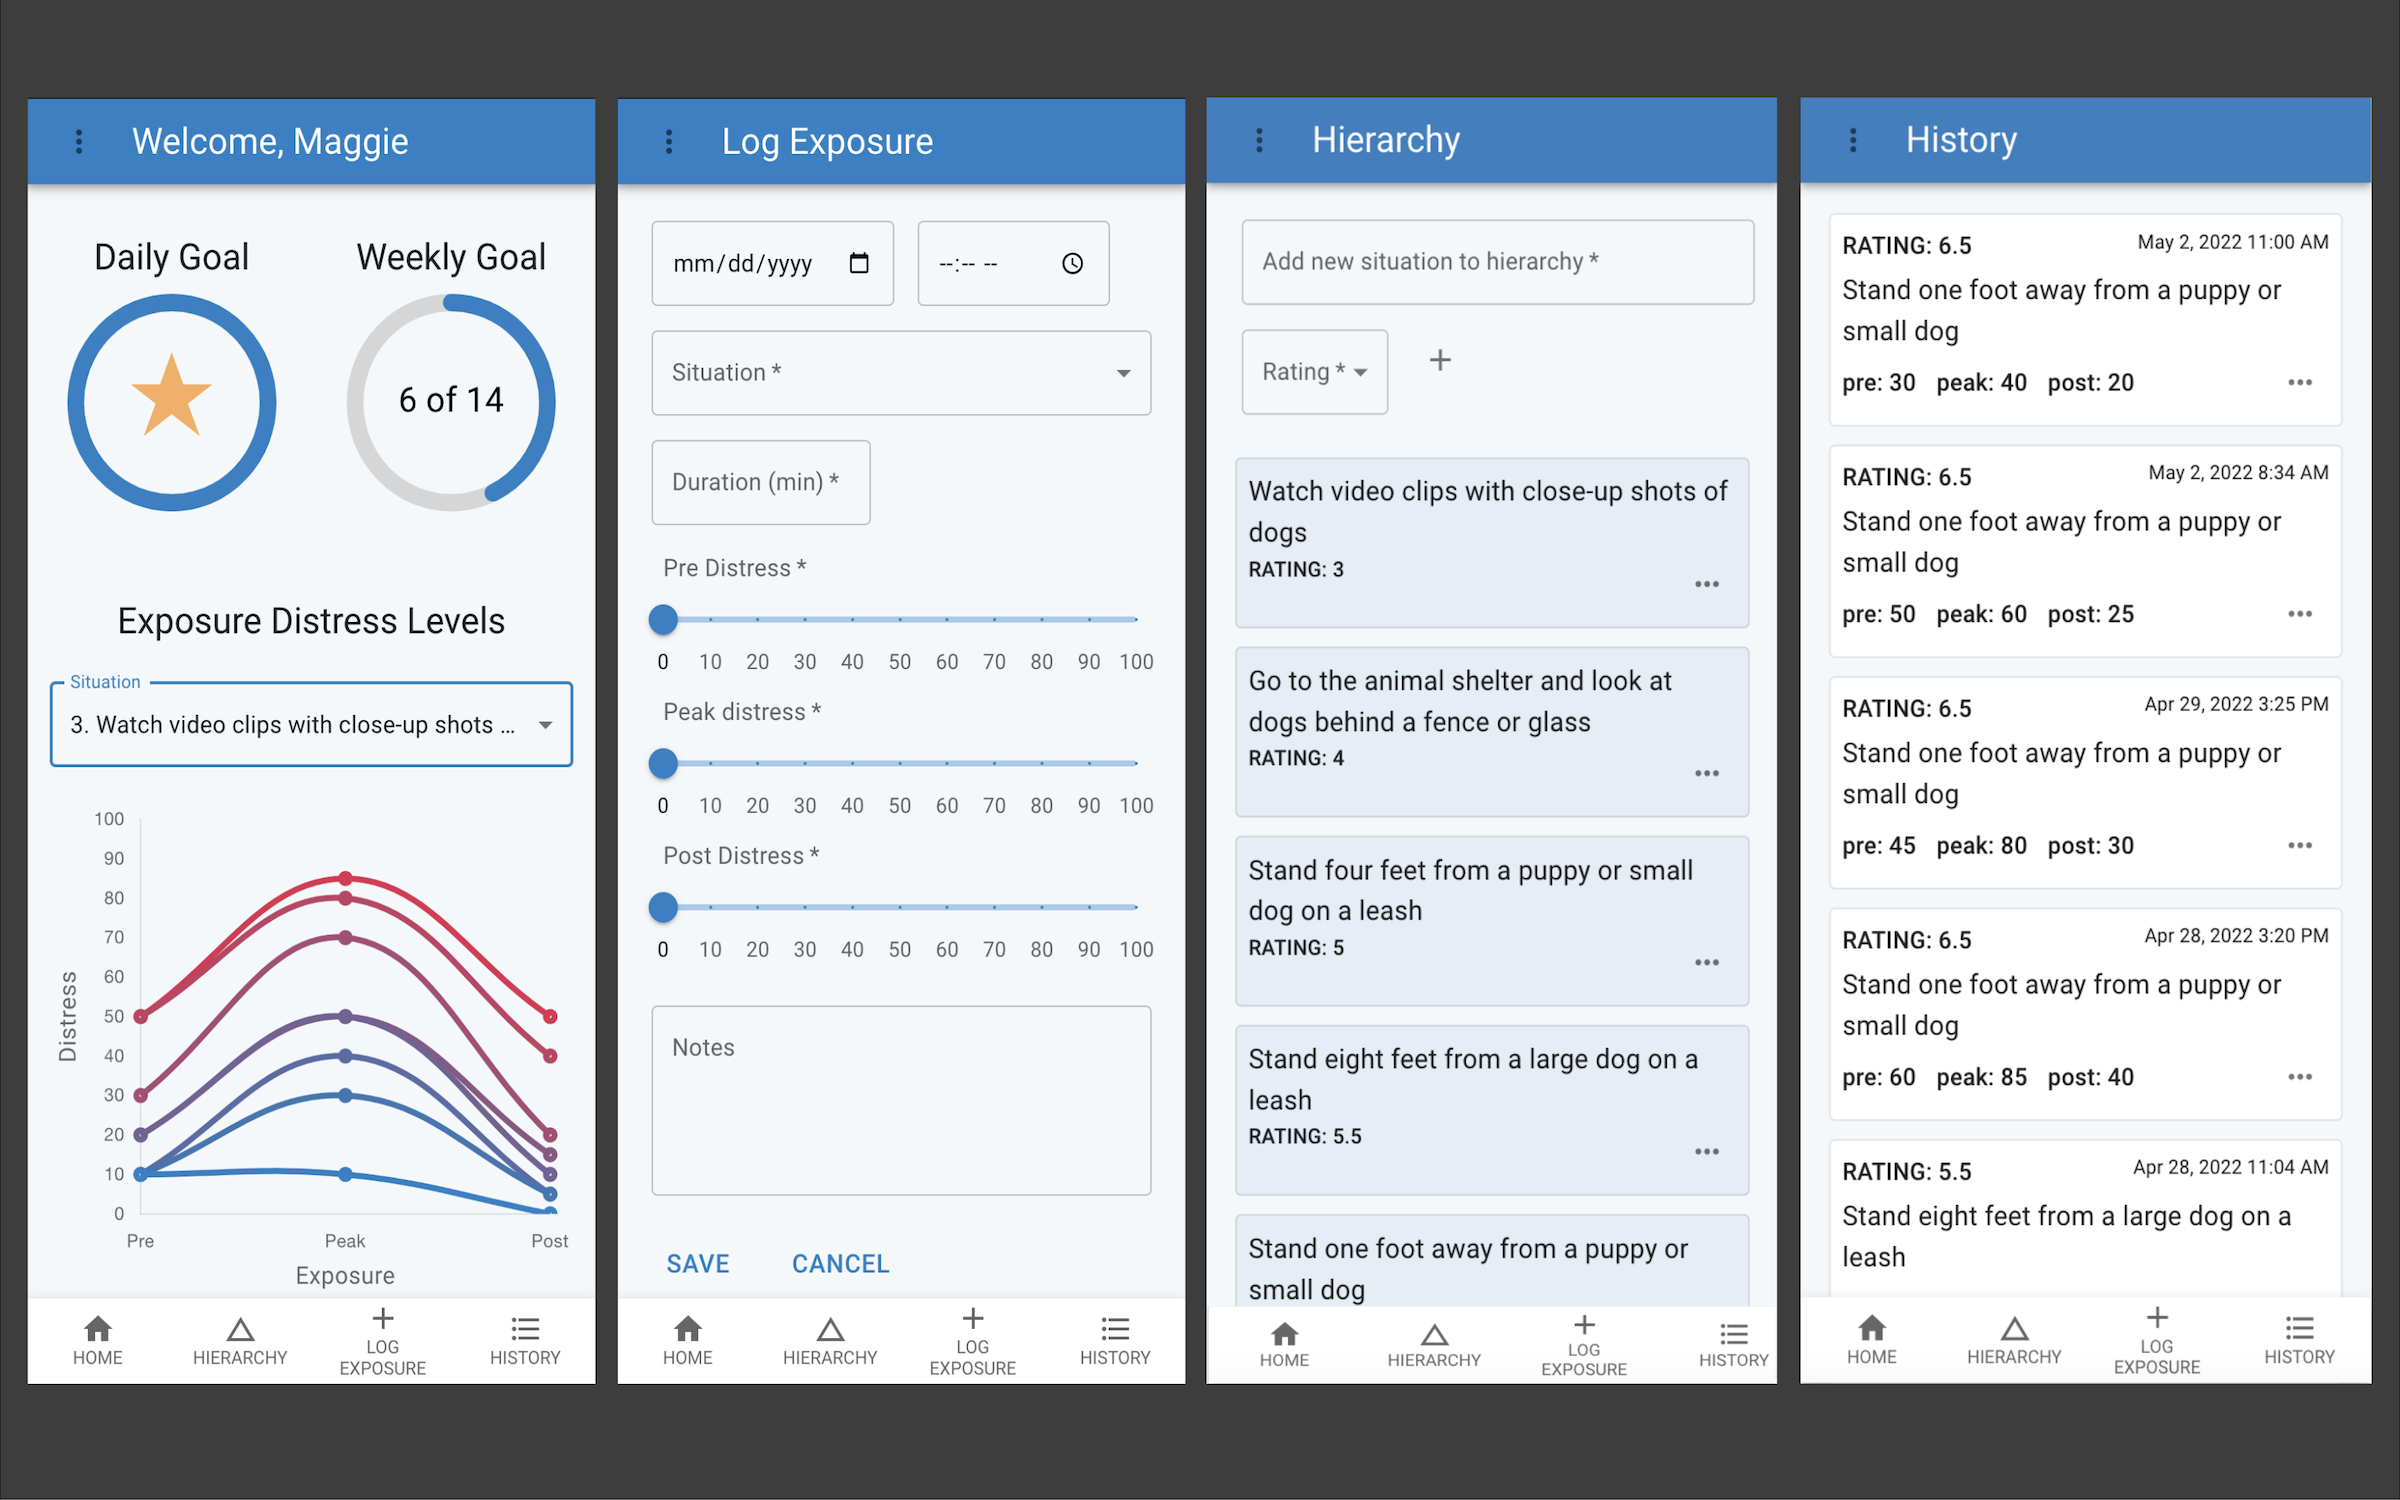 Welcome, Maggie
Daily Goal
Weekly Goal
6 of 14
Exposure Distress Levels
Situation
3. Watch video clips with close-up shots ...
100
90
80
70
60
50
40
30
20
10
0
Distress
Pre
Peak
Post
Exposure
HOME
HIERARCHY
LOG
EXPOSURE
HISTORY
Log Exposure
mm/dd/yyyy
--:-- --
Situation *
Duration (min) *
Pre Distress *
0 10 20 30 40 50 60 70 80 90 100
Peak distress *
0 10 20 30 40 50 60 70 80 90 100
Post Distress *
0 10 20 30 40 50 60 70 80 90 100
Notes
SAVE
CANCEL
HOME
HIERARCHY
LOG
EXPOSURE
HISTORY
Hierarchy
Add new situation to hierarchy *
Rating *
Watch video clips with close-up shots of
dogs
RATING: 3
Go to the animal shelter and look at
dogs behind a fence or glass
RATING: 4
Stand four feet from a puppy or small
dog on a leash
RATING: 5
Stand eight feet from a large dog on a
leash
RATING: 5.5
Stand one foot away from a puppy or
small dog
HOME
HIERARCHY
LOG
EXPOSURE
HISTORY
History
RATING: 6.5
May 2, 2022 11:00 AM
Stand one foot away from a puppy or
small dog
pre: 30 peak: 40 post: 20
RATING: 6.5
May 2, 2022 8:34 AM
Stand one foot away from a puppy or
small dog
pre: 50 peak: 60 post: 25
RATING: 6.5
Apr 29, 2022 3:25 PM
Stand one foot away from a puppy or
small dog
pre: 45 peak: 80 post: 30
RATING: 6.5
Apr 28, 2022 3:20 PM
Stand one foot away from a puppy or
small dog
pre: 60 peak: 85 post: 40
RATING: 5.5
Apr 28, 2022 11:04 AM
Stand eight feet from a large dog on a
leash
HOME
HIERARCHY
LOG
EXPOSURE
HISTORY